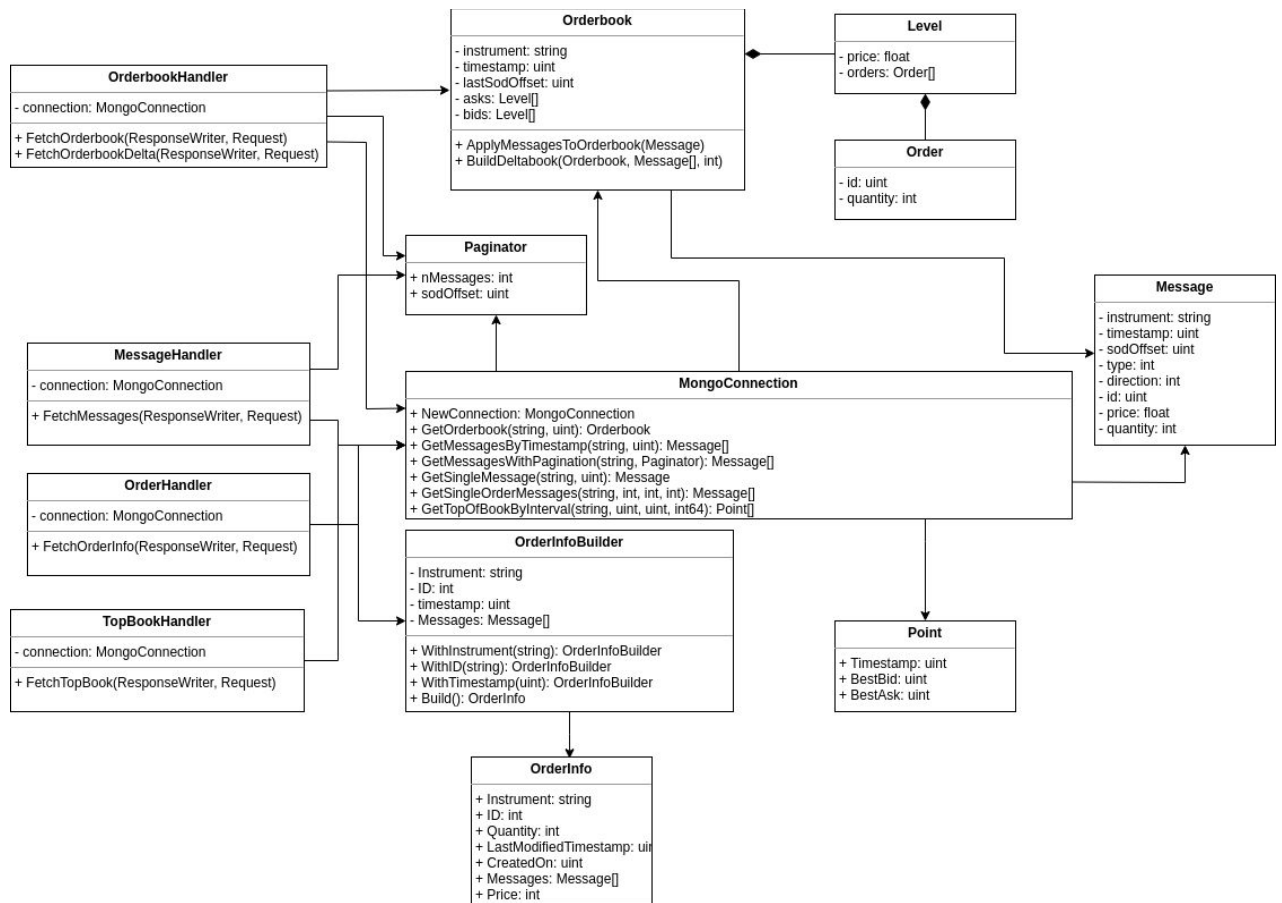 Orderbook
- instrument: string
- timestamp: uint
- lastSodOffset: uint
- asks: Level[]
- bids: Level[]
+ ApplyMessagesToOrderbook(Message)
+ BuildDeltabook(Orderbook, Message[], int)
Level
- price: float
- orders: Order[]
OrderbookHandler
- connection: MongoConnection
+ FetchOrderbook(ResponseWriter, Request)
+ FetchOrderbookDelta(ResponseWriter, Request)
Order
- id: uint
- quantity: int
Paginator
+ nMessages: int
+ sodOffset: uint
Message
- instrument: string
- timestamp: uint
- sodOffset: uint
- type: int
- direction: int
- id: uint
- price: float
- quantity: int
MessageHandler
- connection: MongoConnection
+ FetchMessages(ResponseWriter, Request)
MongoConnection
+ NewConnection: MongoConnection
+ GetOrderbook(string, uint): Orderbook
+ GetMessagesByTimestamp(string, uint): Message[]
+ GetMessagesWithPagination(string, Paginator): Message[]
+ GetSingleMessage(string, uint): Message
+ GetSingleOrderMessages(string, int, int, int): Message[]
+ GetTopOfBookByInterval(string, uint, uint, int64): Point[]
OrderHandler
- connection: MongoConnection
+ FetchOrderInfo(ResponseWriter, Request)
OrderInfoBuilder
- Instrument: string
- ID: int
- timestamp: uint
- Messages: Message[]
+ WithInstrument(string): OrderInfoBuilder
+ WithID(string): OrderInfoBuilder
+ WithTimestamp(uint): OrderInfoBuilder
+ Build(): OrderInfo
TopBookHandler
- connection: MongoConnection
+ FetchTopBook(ResponseWriter, Request)
Point
+ Timestamp: uint
+ BestBid: uint
+ BestAsk: uint
OrderInfo
+ Instrument: string
+ ID: int
+ Quantity: int
+ LastModifiedTimestamp:
+ CreatedOn: uint
+ Messages: Message[]
+ Price: int